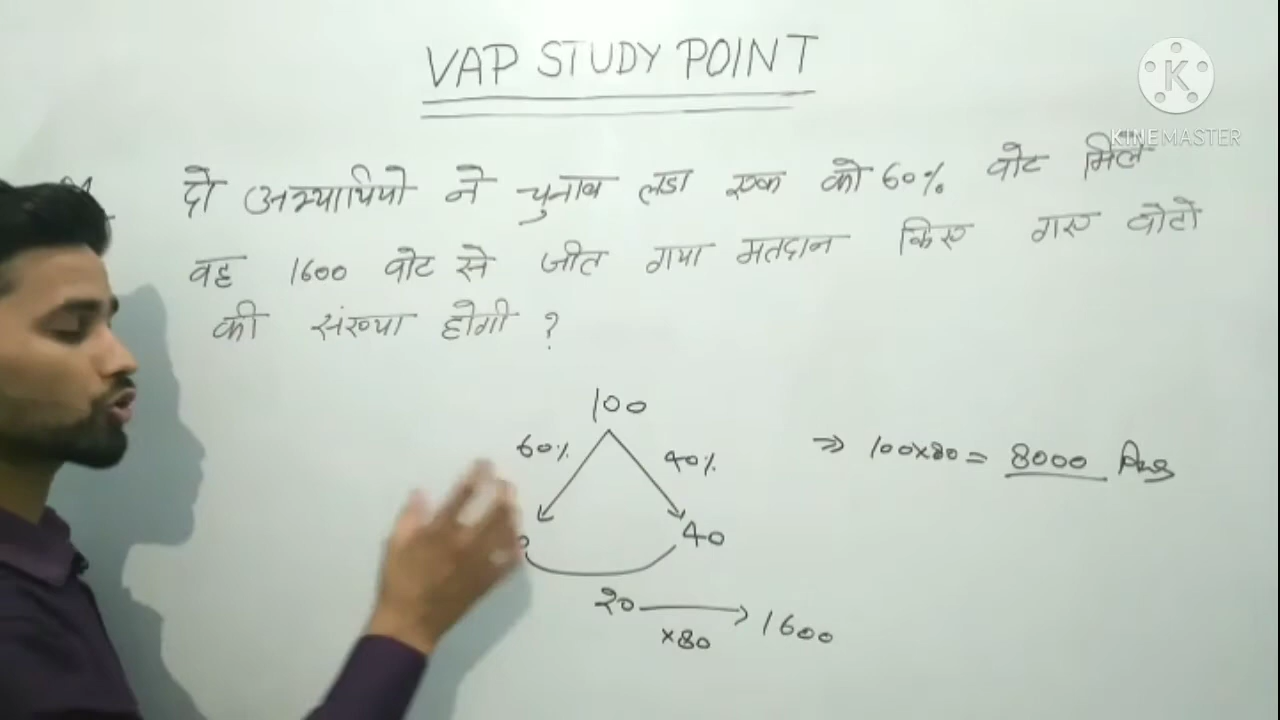 VAP STUDY POINT
KINEMASTER
दो अभ्यार्थियो ने चुनाव लडा एक को 60% वोट मिले
वह 1600 वोट से जीत गया मतदान किए गए वोटो
की संख्या होगी ?
100
60% 40%
40
20 → 1600
×80
⇒ 100×80 = 8000 Ans